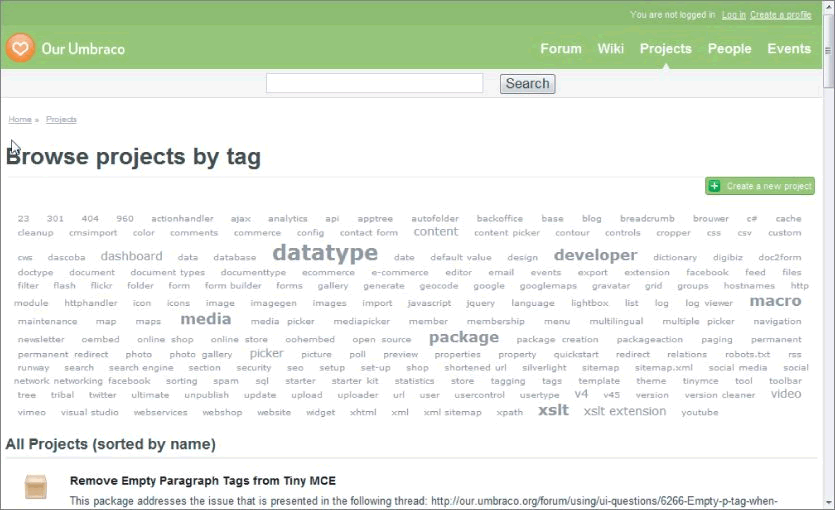 You are not logged in Log in Create a profile
Our Umbraco Forum Wiki Projects People Events
Search
Home » Projects
Browse projects by tag
Create a new project
23 301 404 960 actionhandler ajax analytics api apptree autofolder backoffice base blog breadcrumb brouwer c# cache
cleanup cmsimport color comments commerce config contact form content content picker contour controls cropper css csv custom
cws dascoba dashboard data database datatype date default value design developer dictionary digibiz doc2form
doctype document document types documenttype ecommerce e-commerce editor email events export extension facebook feed files
filter flash flickr folder form form builder forms gallery generate geocode google googlemaps gravatar grid groups hostnames http
module httphandler icon icons image imagegen images import javascript jquery language lightbox list log log viewer macro
maintenance map maps media media picker mediapicker member membership menu multilingual multiple picker navigation
newsletter oembed online shop online store oohembed open source package package creation packageaction paging permanent
permanent redirect photo photo gallery picker picture poll preview properties property quickstart redirect relations robots.txt rss
runway search search engine section security seo setup set-up shop shortened url silverlight sitemap sitemap.xml social media social
network networking facebook sorting spam sql starter starter kit statistics store tagging tags template theme tinymce tool toolbar
tree tribal twitter ultimate unpublish update upload uploader url user usercontrol usertype v4 v45 version version cleaner video
vimeo visual studio webservices webshop website widget xhtml xml xml sitemap xpath xslt xslt extension youtube
All Projects (sorted by name)
Remove Empty Paragraph Tags from Tiny MCE
This package addresses the issue that is presented in the following thread: http://our.umbraco.org/forum/using/ui-questions/6266-Empty-p-tag-when-